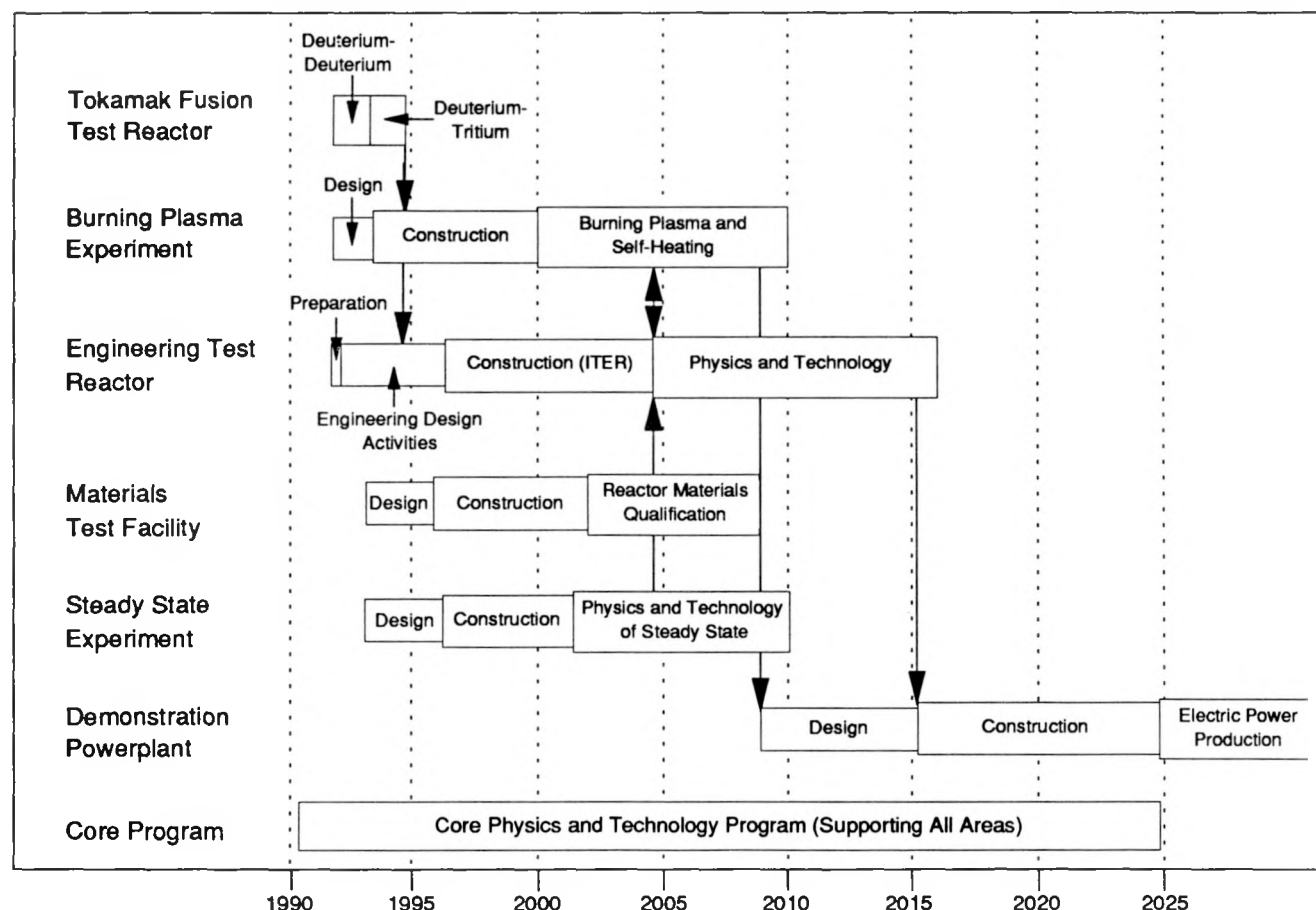 Deuterium-
Deuterium
Tokamak Fusion
Test Reactor
Deuterium-
Tritium
Design
Burning Plasma
Experiment
Construction
Burning Plasma and
Self-Heating
Preparation
Engineering Test
Reactor
Construction (ITER)
Physics and Technology
Engineering Design
Activities
Materials
Test Facility
Design
Construction
Reactor Materials
Qualification
Steady State
Experiment
Design
Construction
Physics and Technology
of Steady State
Demonstration
Powerplant
Design
Construction
Electric Power
Production
Core Program
Core Physics and Technology Program (Supporting All Areas)
1990 1995 2000 2005 2010 2015 2020 2025